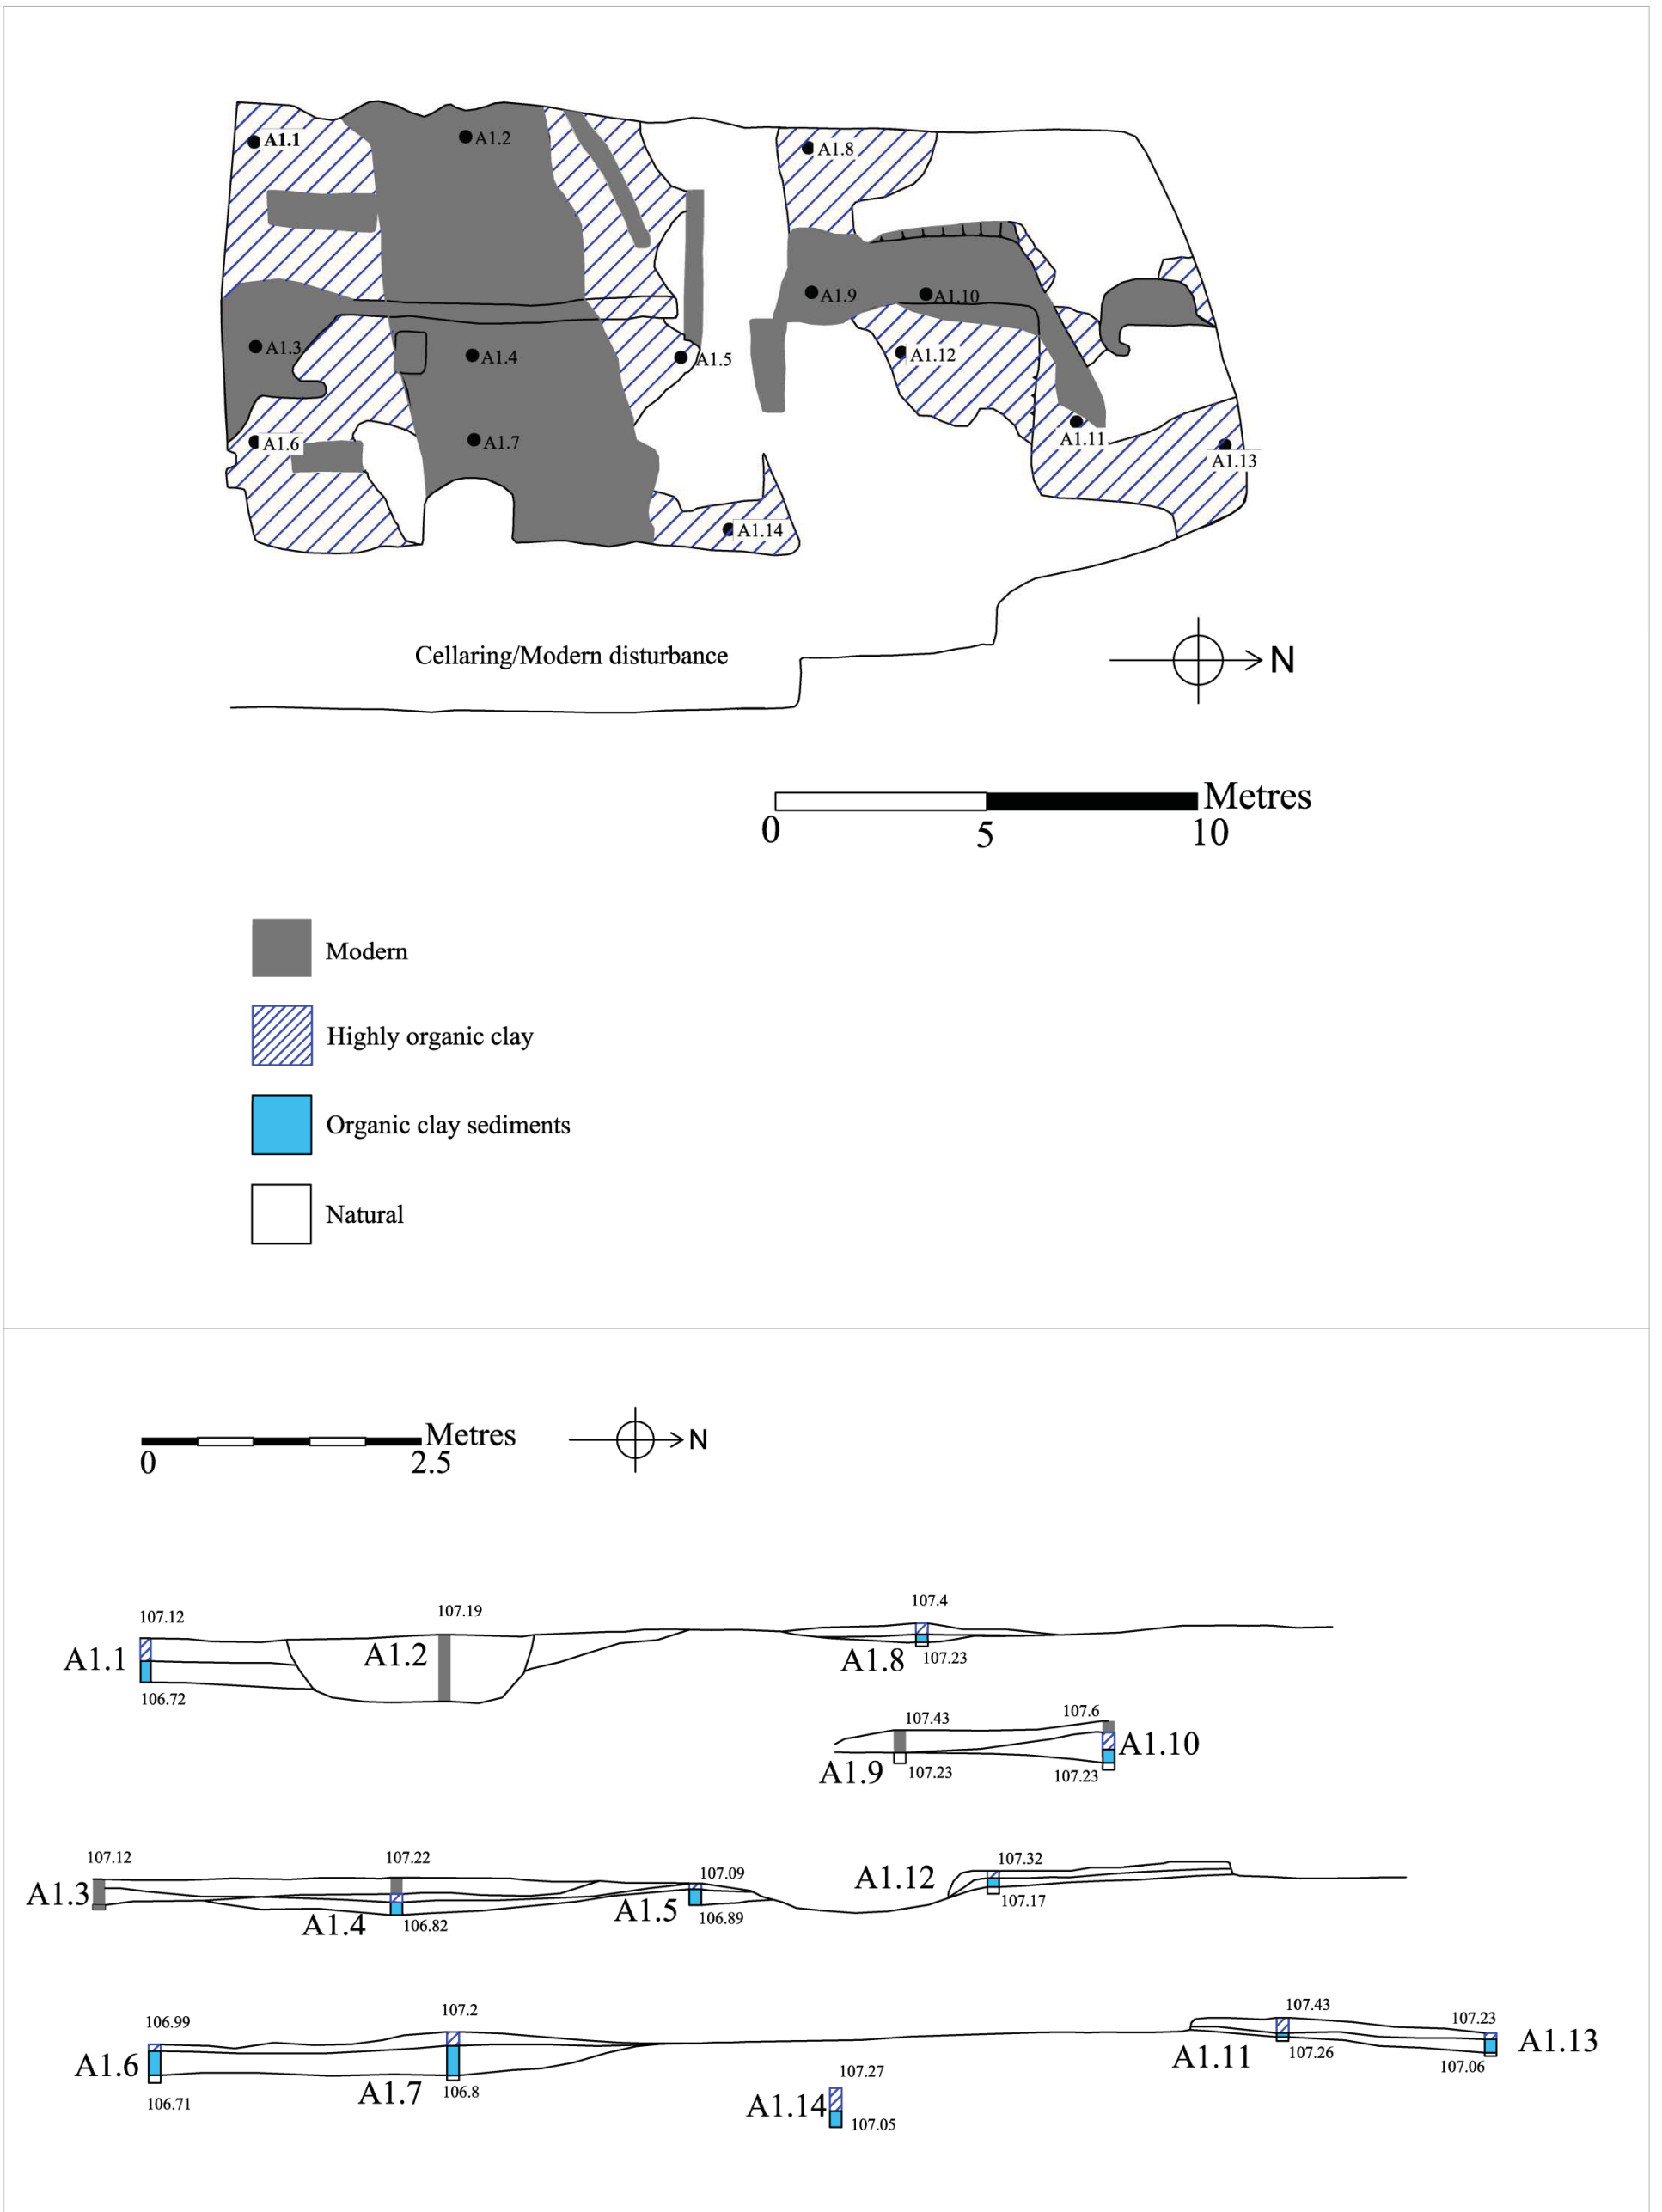 A1.1
A1.2
A1.8
A1.9
A1.10
A1.3
A1.4
A1.5
A1.12
A1.6
A1.7
A1.11
A1.13
A1.14
Cellaring/Modern disturbance
N
Metres
0
5
10
Modern
Highly organic clay
Organic clay sediments
Natural
Metres
N
0
2.5
107.12
107.19
107.4
A1.1
A1.2
A1.8
107.23
106.72
107.43
107.6
A1.10
A1.9
107.23
107.23
107.12
107.22
107.09
107.32
A1.3
A1.12
A1.4
106.82
A1.5
106.89
107.17
106.99
107.2
107.43
107.23
A1.6
A1.7
106.8
A1.11
107.26
107.06
A1.13
106.71
107.27
A1.14
107.05